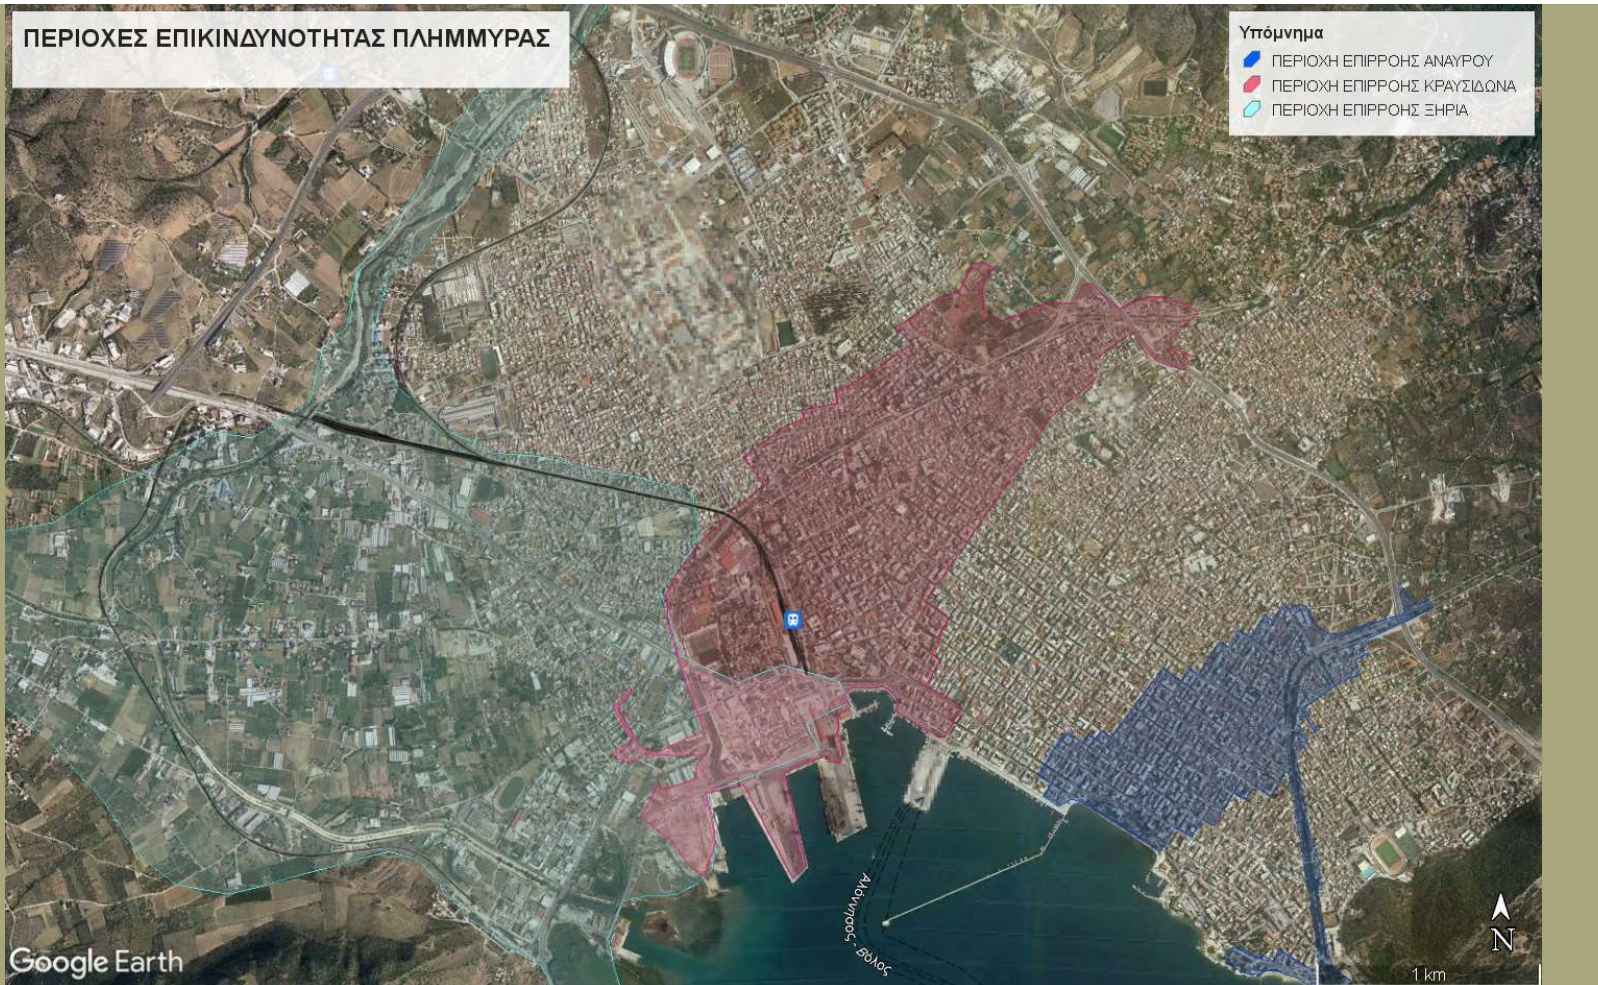 ΠΕΡΙΟΧΕΣ ΕΠΙΚΙΝΔΥΝΟΤΗΤΑΣ ΠΛΗΜΜΥΡΑΣ
Υπόμνημα
ΠΕΡΙΟΧΗ ΕΠΙΡΡΟΗΣ ΑΝΑΥΡΟΥ
ΠΕΡΙΟΧΗ ΕΠΙΡΡΟΗΣ ΚΡΑΥΣΙΔΩΝΑ
ΠΕΡΙΟΧΗ ΕΠΙΡΡΟΗΣ ΞΗΡΙΑ
Αλόννησος - Βόλος
N
Google Earth
1 km